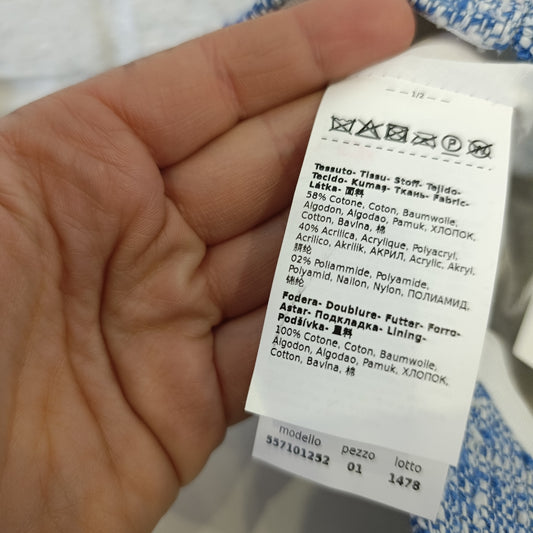 1/2
P
Tessuto- Tissu- Stoff- Tejido-
Tecido- Kumaş- Ткань- Fabric-
Látka- 面料
58% Cotone, Coton, Baumwolle,
Algodon, Algodao, Pamuk, ХЛОПОК,
Cotton, Bavlna, 棉
40% Acrilica, Acrylique, Polyacryl,
Acrilico, Akrilik, АКРИЛ, Acrylic, Akryl,
腈纶
02% Poliammide, Polyamide,
Polyamid, Nailon, Nylon, ПОЛИАМИД,
锦纶
Fodera- Doublure- Futter- Forro-
Astar- Подкладка- Lining-
Podšívka- 里料
100% Cotone, Coton, Baumwolle,
Algodon, Algodao, Pamuk, ХЛОПОК,
Cotton, Bavlna, 棉
modello pezzo lotto
557101252 01 1478